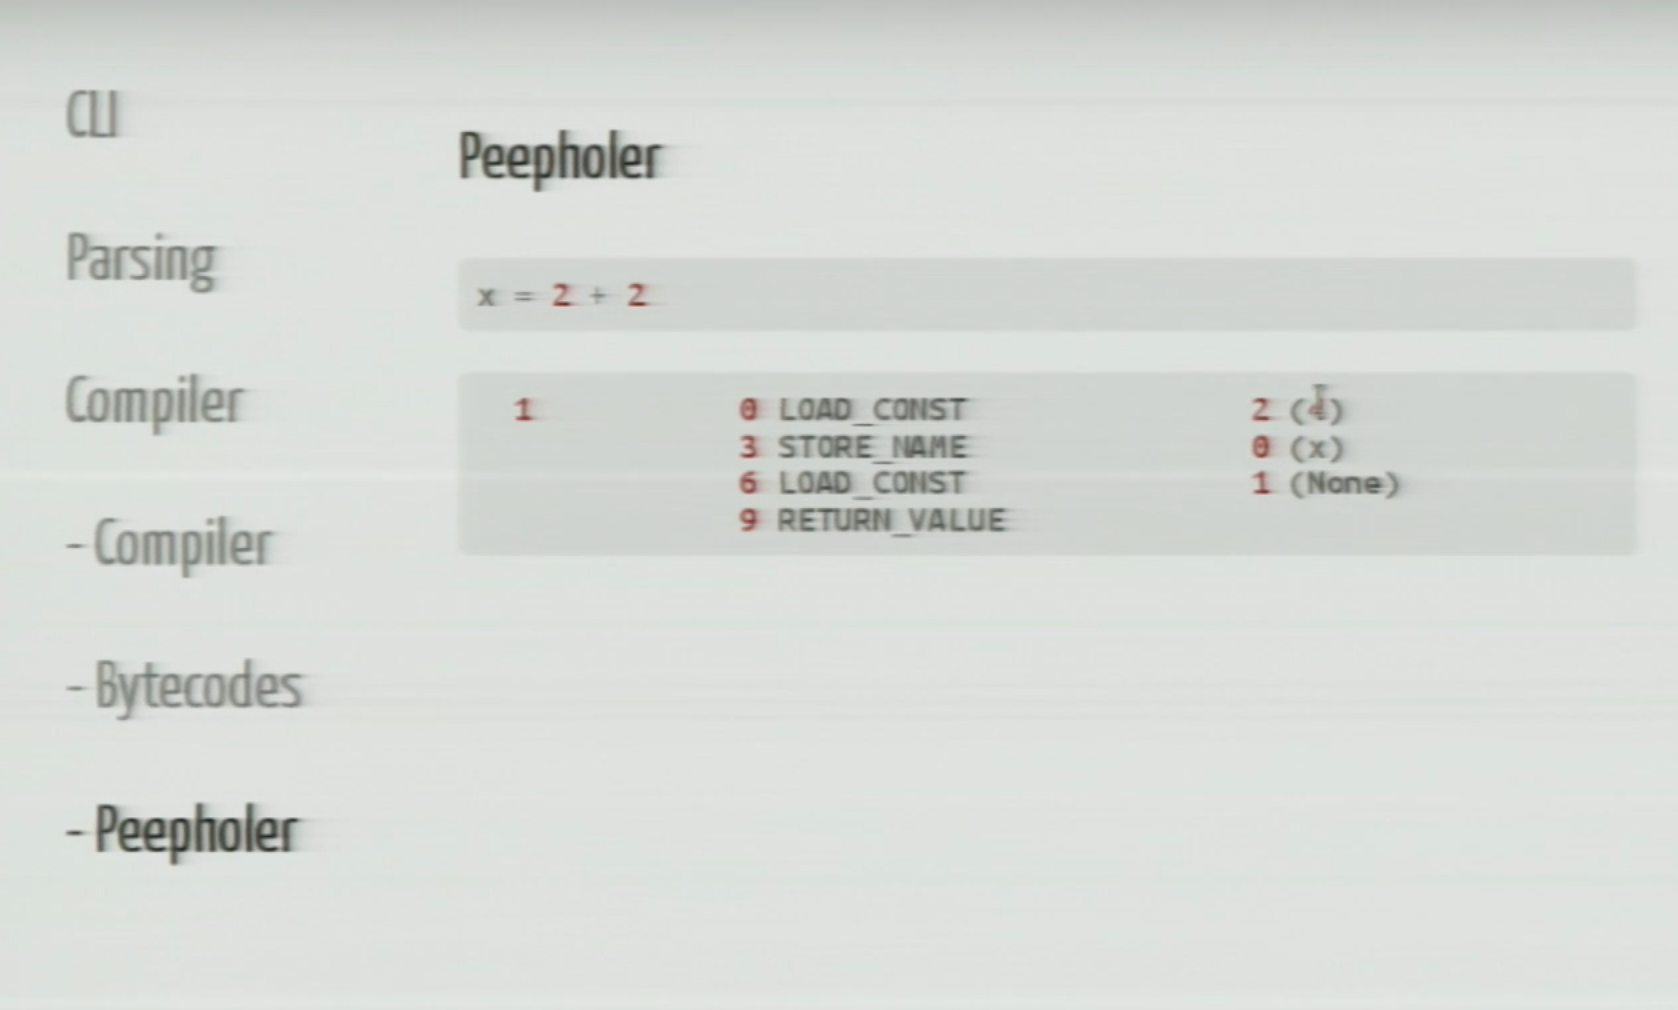 CLI
Parsing
Compiler
- Compiler
- Bytecodes
- Peepholer
Peepholer
x = 2 + 2
1 0 LOAD_CONST 2 (4)
3 STORE_NAME 0 (x)
6 LOAD_CONST 1 (None)
9 RETURN_VALUE